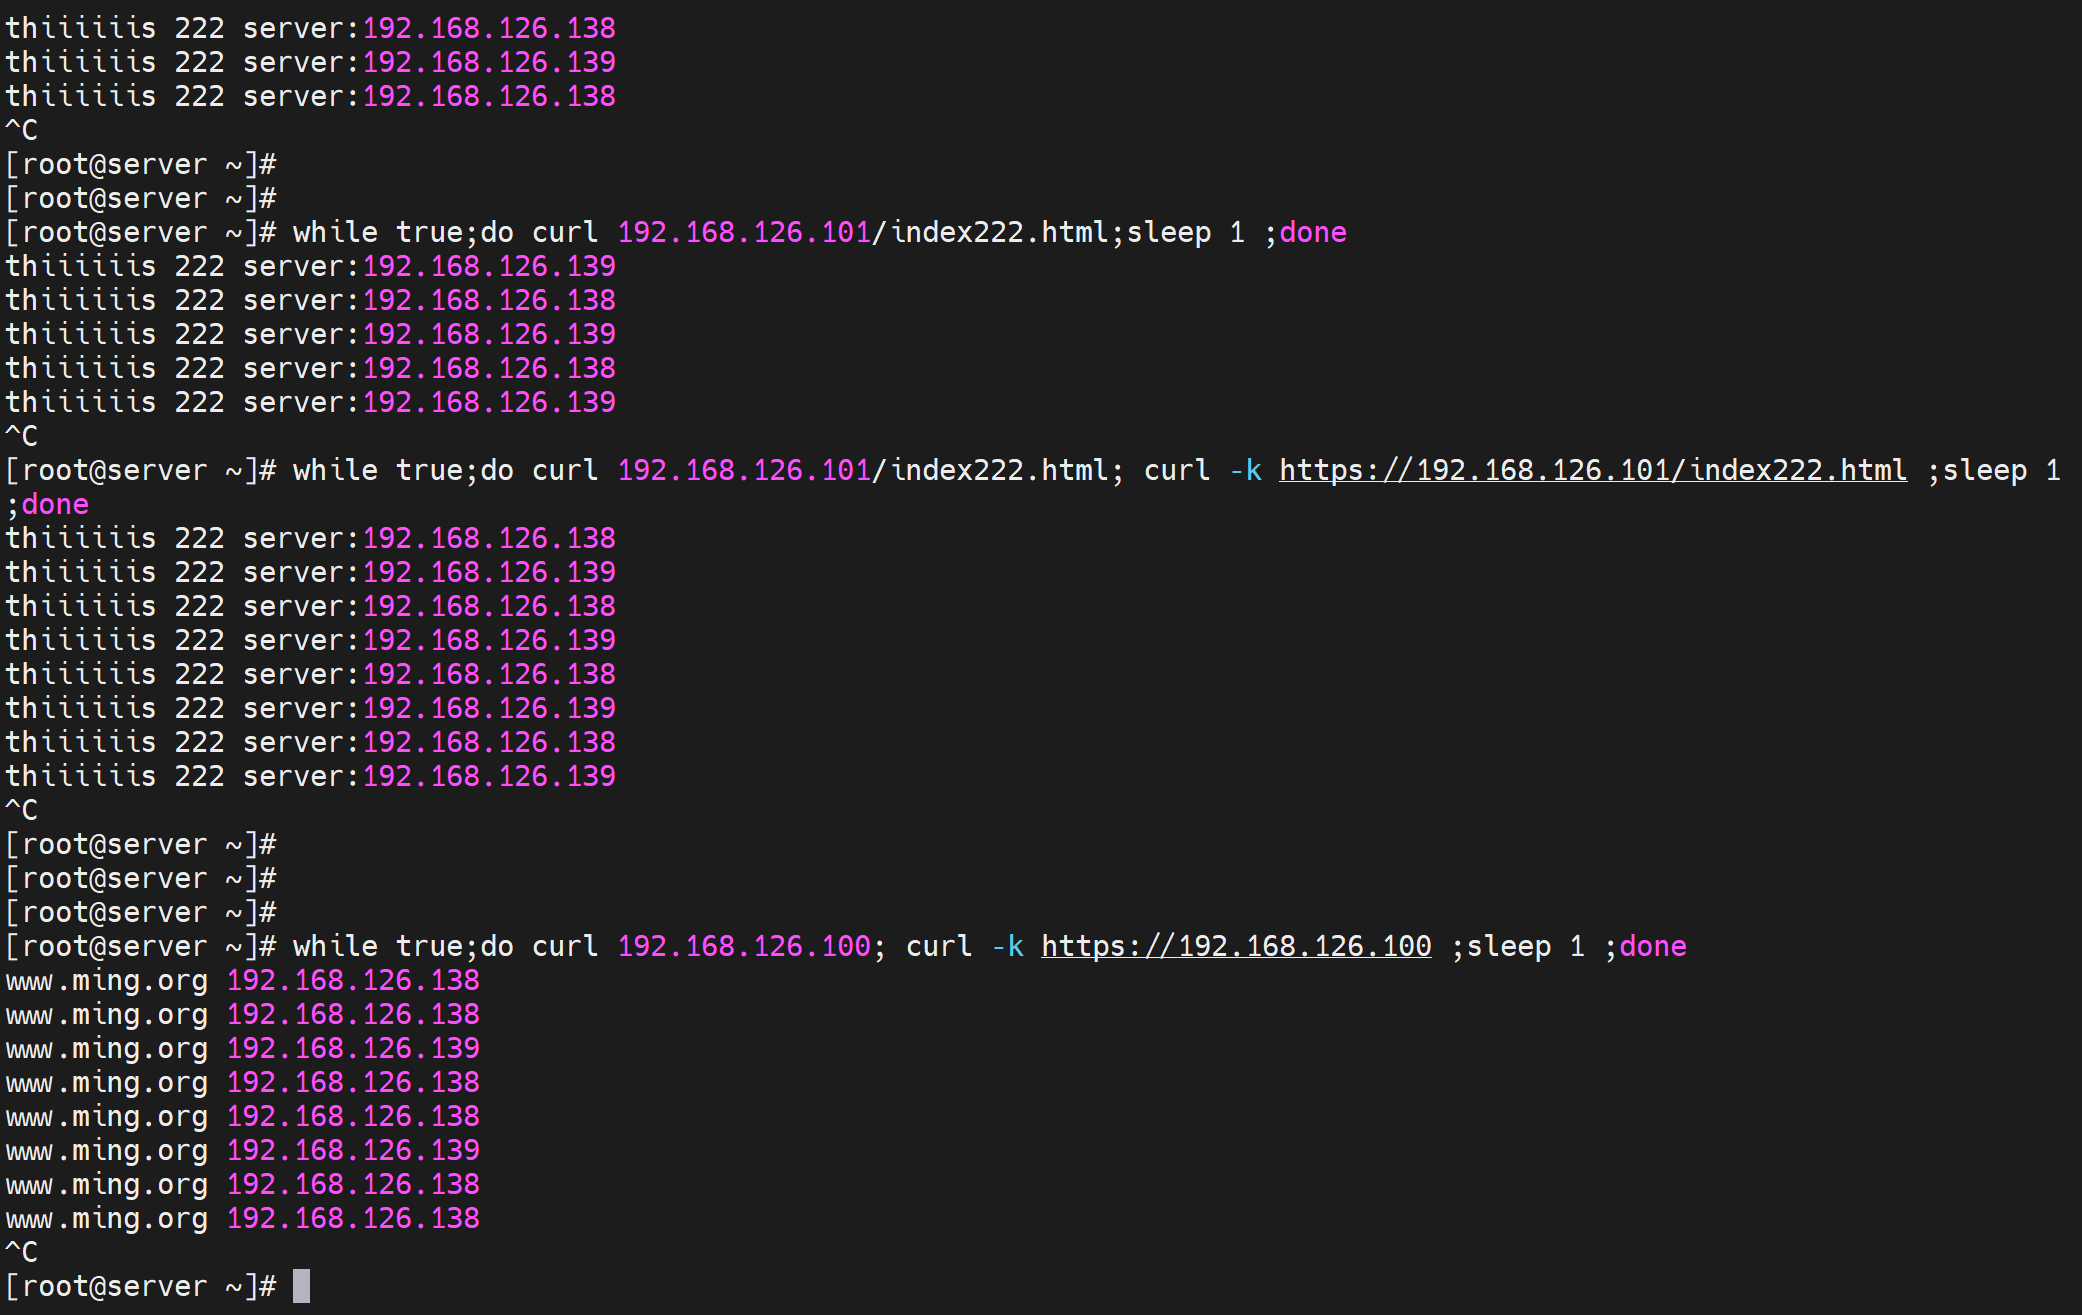 thiiiiiis 222 server:192.168.126.138
thiiiiiis 222 server:192.168.126.139
thiiiiiis 222 server:192.168.126.138
^C
[root@server ~]#
[root@server ~]#
[root@server ~]# while true;do curl 192.168.126.101/index222.html;sleep 1 ;done
thiiiiiis 222 server:192.168.126.139
thiiiiiis 222 server:192.168.126.138
thiiiiiis 222 server:192.168.126.139
thiiiiiis 222 server:192.168.126.138
thiiiiiis 222 server:192.168.126.139
^C
[root@server ~]# while true;do curl 192.168.126.101/index222.html; curl -k https://192.168.126.101/index222.html ;sleep 1
;done
thiiiiiis 222 server:192.168.126.138
thiiiiiis 222 server:192.168.126.139
thiiiiiis 222 server:192.168.126.138
thiiiiiis 222 server:192.168.126.139
thiiiiiis 222 server:192.168.126.138
thiiiiiis 222 server:192.168.126.139
thiiiiiis 222 server:192.168.126.138
thiiiiiis 222 server:192.168.126.139
^C
[root@server ~]#
[root@server ~]#
[root@server ~]#
[root@server ~]# while true;do curl 192.168.126.100; curl -k https://192.168.126.100 ;sleep 1 ;done
www.ming.org 192.168.126.138
www.ming.org 192.168.126.138
www.ming.org 192.168.126.139
www.ming.org 192.168.126.138
www.ming.org 192.168.126.138
www.ming.org 192.168.126.139
www.ming.org 192.168.126.138
www.ming.org 192.168.126.138
^C
[root@server ~]#